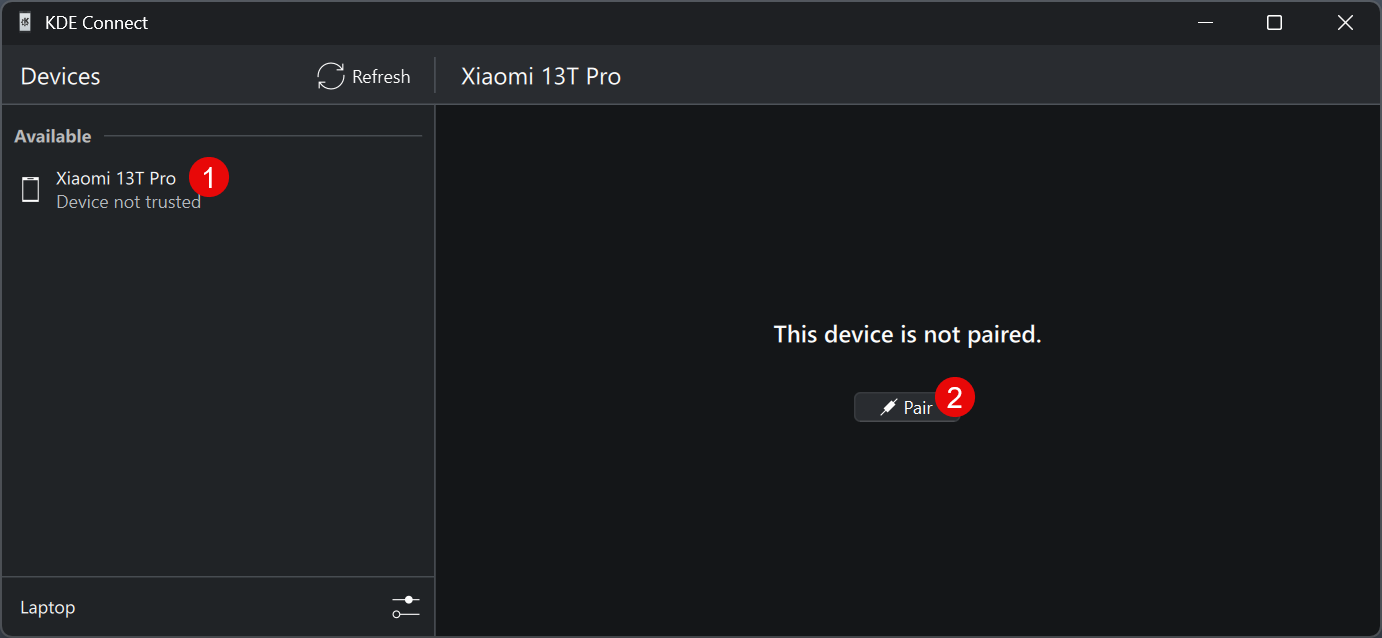 KDE Connect
Devices
Refresh
Xiaomi 13T Pro
Available
Xiaomi 13T Pro
1
Device not trusted
This device is not paired.
Pair
2
Laptop